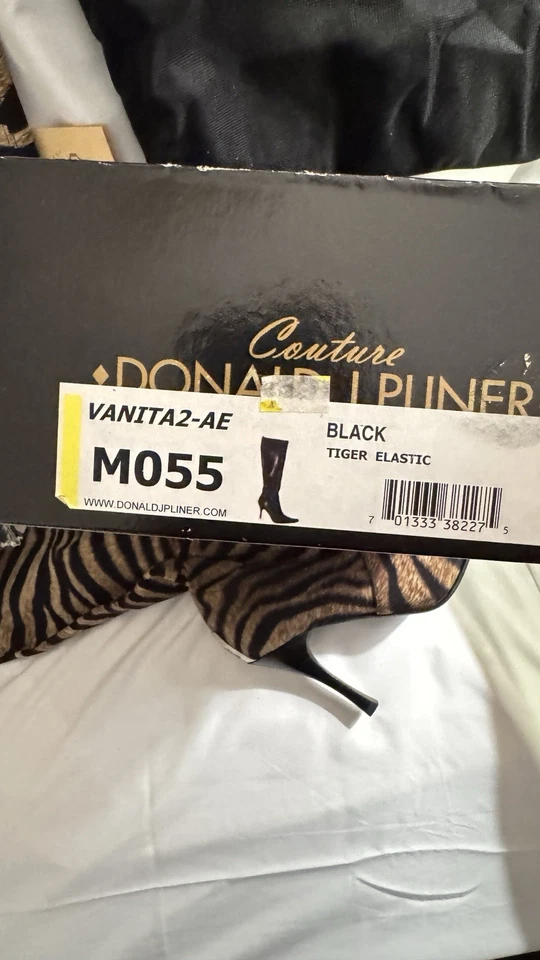 Couture
DONALD J PLINER
VANITA2-AE
M055
WWW.DONALDJPLINER.COM
BLACK
TIGER ELASTIC
7 01333 38227 5